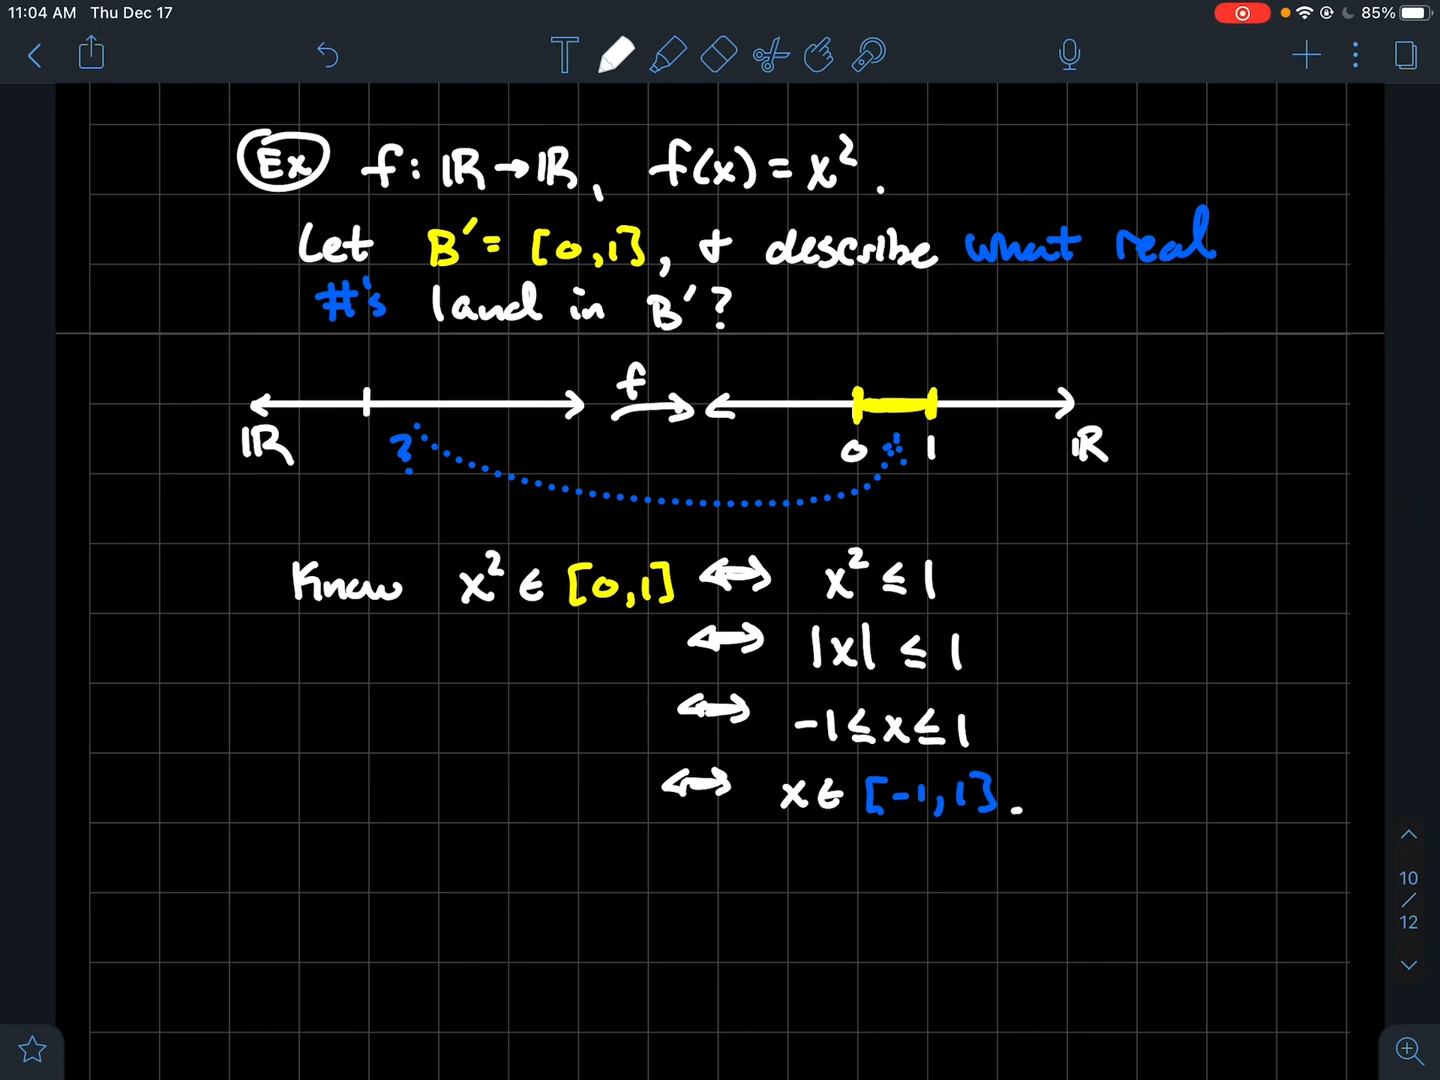 11:04 AM Thu Dec 17
85%
Ex f: ℝ→ℝ, f(x) = x².
Let B′ = [0,1], & describe what real
#'s land in B′?
f
ℝ ? 0 1 ℝ
Know x² ∈ [0,1] ⟺ x² ≤ 1
⟺ |x| ≤ 1
⟺ -1 ≤ x ≤ 1
⟺ x ∈ [-1,1].
10
/
12